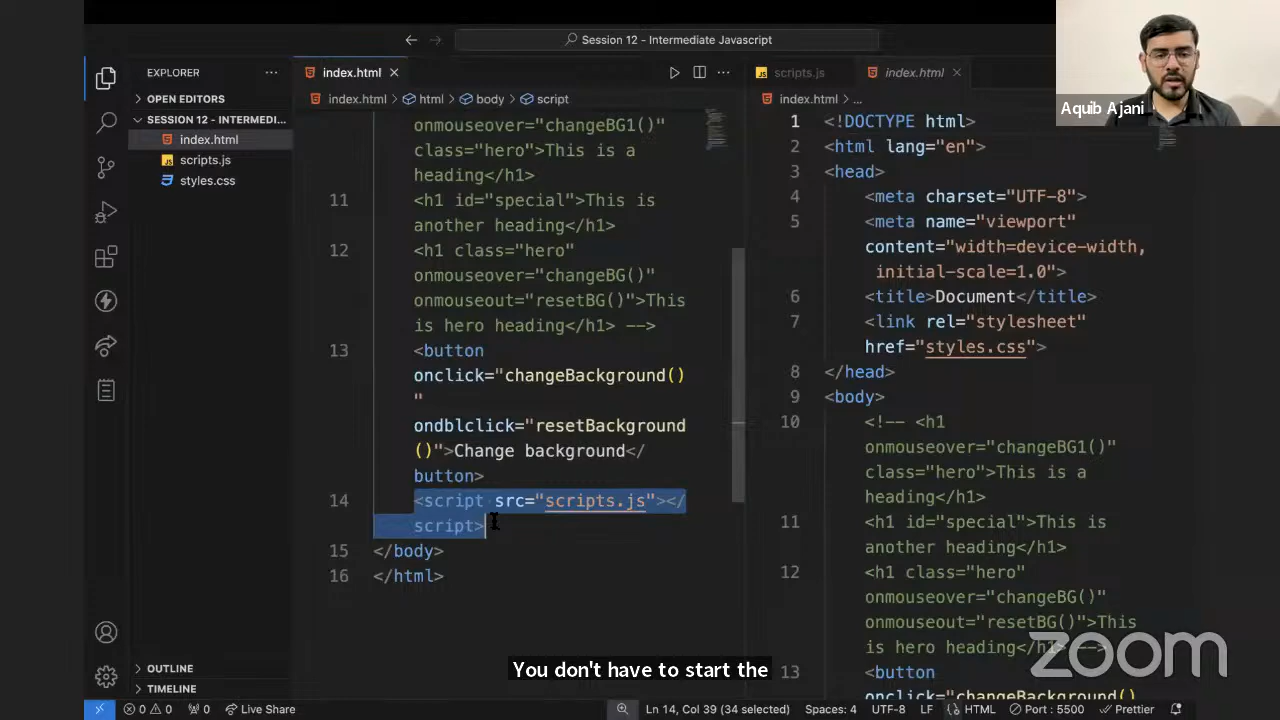 Session 12 - Intermediate Javascript
Aquib Ajani
EXPLORER
OPEN EDITORS
SESSION 12 - INTERMEDI...
index.html
scripts.js
styles.css
OUTLINE
TIMELINE
index.html
index.html > html > body > script
onmouseover="changeBG1()"
class="hero">This is a
heading</h1>
11 <h1 id="special">This is
another heading</h1>
12 <h1 class="hero"
onmouseover="changeBG()"
onmouseout="resetBG()">This
is hero heading</h1> -->
13 <button
onclick="changeBackground()
"
ondblclick="resetBackground
()">Change background</
button>
14 <script src="scripts.js"></
script>
15 </body>
16 </html>
scripts.js
index.html
index.html > ...
1 <!DOCTYPE html>
2 <html lang="en">
3 <head>
4 <meta charset="UTF-8">
5 <meta name="viewport"
content="width=device-width,
initial-scale=1.0">
6 <title>Document</title>
7 <link rel="stylesheet"
href="styles.css">
8 </head>
9 <body>
10 <!-- <h1
onmouseover="changeBG1()"
class="hero">This is a
heading</h1>
11 <h1 id="special">This is
another heading</h1>
12 <h1 class="hero"
onmouseover="changeBG()"
onmouseout="resetBG()">This
is hero heading</h1> -->
13 <button
onclick="changeBackground()
zoom
You don't have to start the
0 0 0 Live Share Ln 14, Col 39 (34 selected) Spaces: 4 UTF-8 LF HTML Port : 5500 Prettier